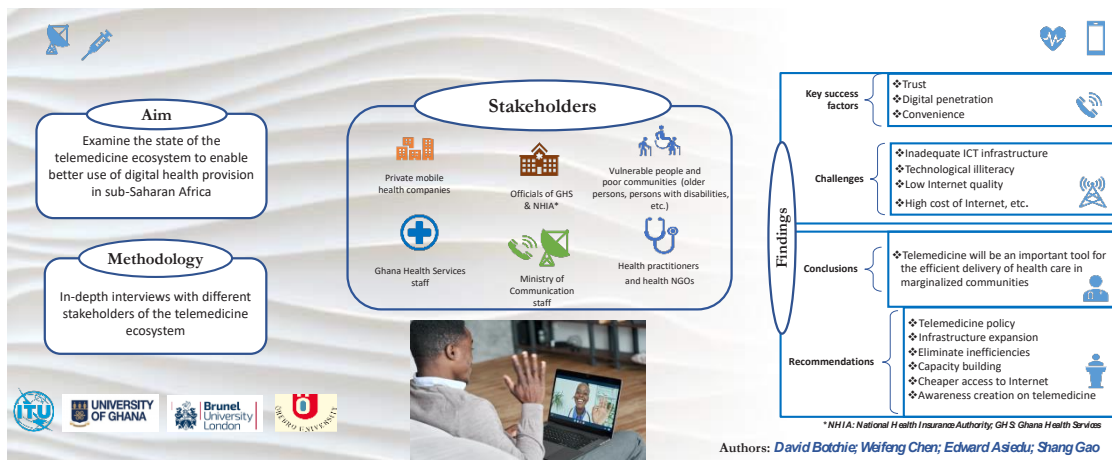 Aim
Examine the state of the
telemedicine ecosystem to enable
better use of digital health provision
in sub-Saharan Africa
Methodology
In-depth interviews with different
stakeholders of the telemedicine
ecosystem
ITU
UNIVERSITY
OF GHANA
Brunel
University
London
ÖREBRO UNIVERSITY
Stakeholders
Private mobile
health companies
Officials of GHS
& NHIA*
Vulnerable people and
poor communities (older
persons, persons with disabilities,
etc.)
Ghana Health Services
staff
Ministry of
Communication
staff
Health practitioners
and health NGOs
Findings
Key success
factors
❖Trust
❖Digital penetration
❖Convenience
Challenges
❖Inadequate ICT infrastructure
❖Technological illiteracy
❖Low Internet quality
❖High cost of Internet, etc.
Conclusions
❖Telemedicine will be an important tool for
the efficient delivery of health care in
marginalized communities
Recommendations
❖Telemedicine policy
❖Infrastructure expansion
❖Eliminate inefficiencies
❖Capacity building
❖Cheaper access to Internet
❖Awareness creation on telemedicine
* NHIA: National Health Insurance Authority; GHS: Ghana Health Services
Authors: David Botchie; Weifeng Chen; Edward Asiedu; Shang Gao